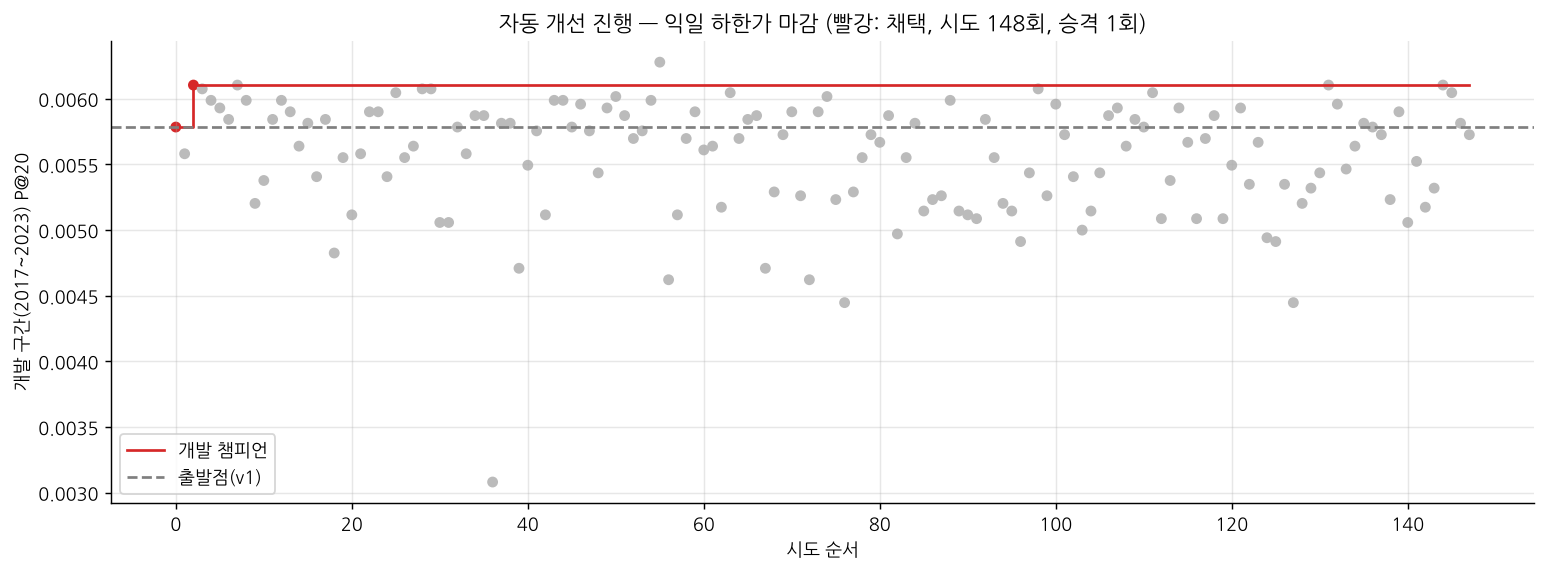 자동 개선 진행 — 익일 하한가 마감 (빨강: 채택, 시도 148회, 승격 1회)
개발 구간(2017~2023) P@20
0.0060
0.0055
0.0050
0.0045
0.0040
0.0035
0.0030
개발 챔피언
출발점(v1)
0 20 40 60 80 100 120 140
시도 순서